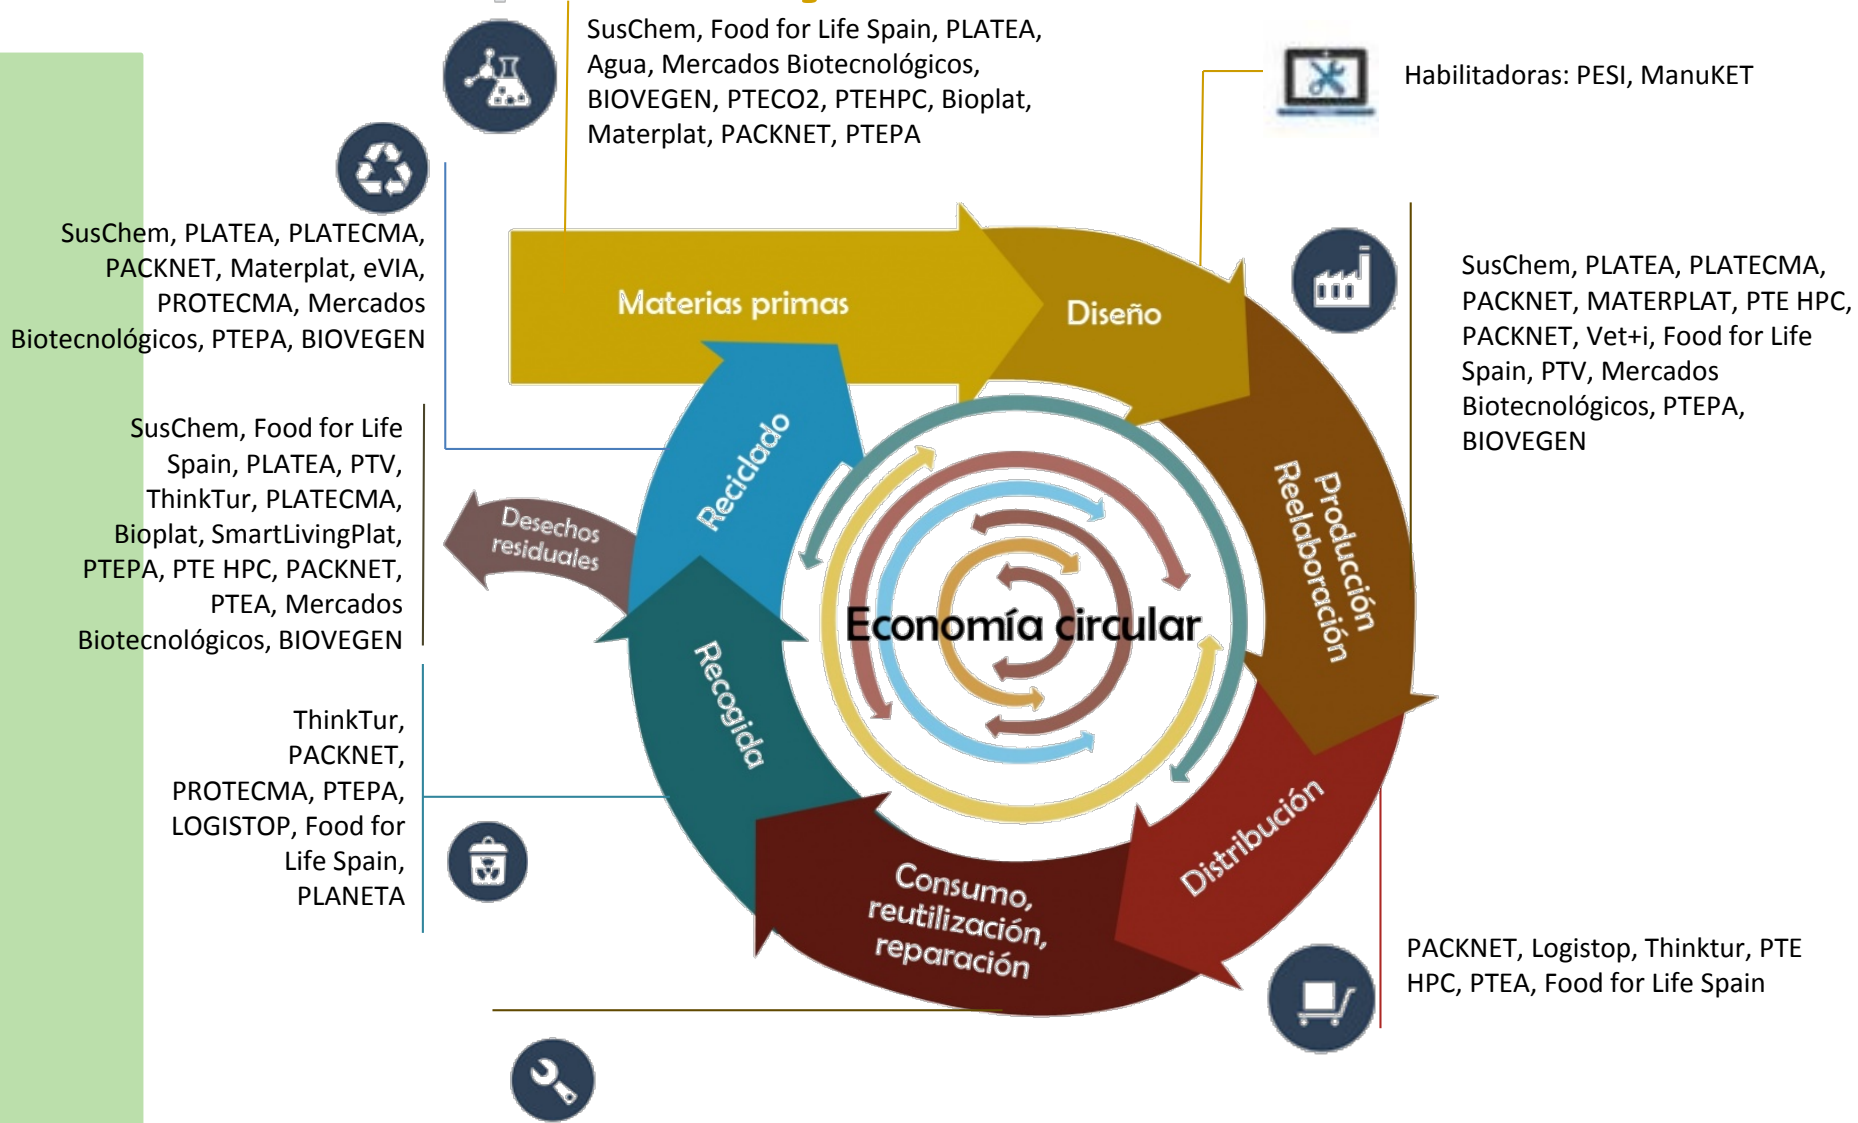 SusChem, Food for Life Spain, PLATEA,
Agua, Mercados Biotecnológicos,
BIOVEGEN, PTECO2, PTEHPC, Bioplat,
Materplat, PACKNET, PTEPA
Habilitadoras: PESI, ManuKET
SusChem, PLATEA, PLATECMA,
PACKNET, Materplat, eVIA,
PROTECMA, Mercados
Biotecnológicos, PTEPA, BIOVEGEN
Materias primas
Diseño
SusChem, PLATEA, PLATECMA,
PACKNET, MATERPLAT, PTE HPC,
PACKNET, Vet+i, Food for Life
Spain, PTV, Mercados
Biotecnológicos, PTEPA,
BIOVEGEN
SusChem, Food for Life
Spain, PLATEA, PTV,
ThinkTur, PLATECMA,
Bioplat, SmartLivingPlat,
PTEPA, PTE HPC, PACKNET,
PTEA, Mercados
Biotecnológicos, BIOVEGEN
Reciclado
Desechos
residuales
Producción
Reelaboración
Economía circular
Recogida
ThinkTur,
PACKNET,
PROTECMA, PTEPA,
LOGISTOP, Food for
Life Spain,
PLANETA
Distribución
Consumo,
reutilización,
reparación
PACKNET, Logistop, Thinktur, PTE
HPC, PTEA, Food for Life Spain